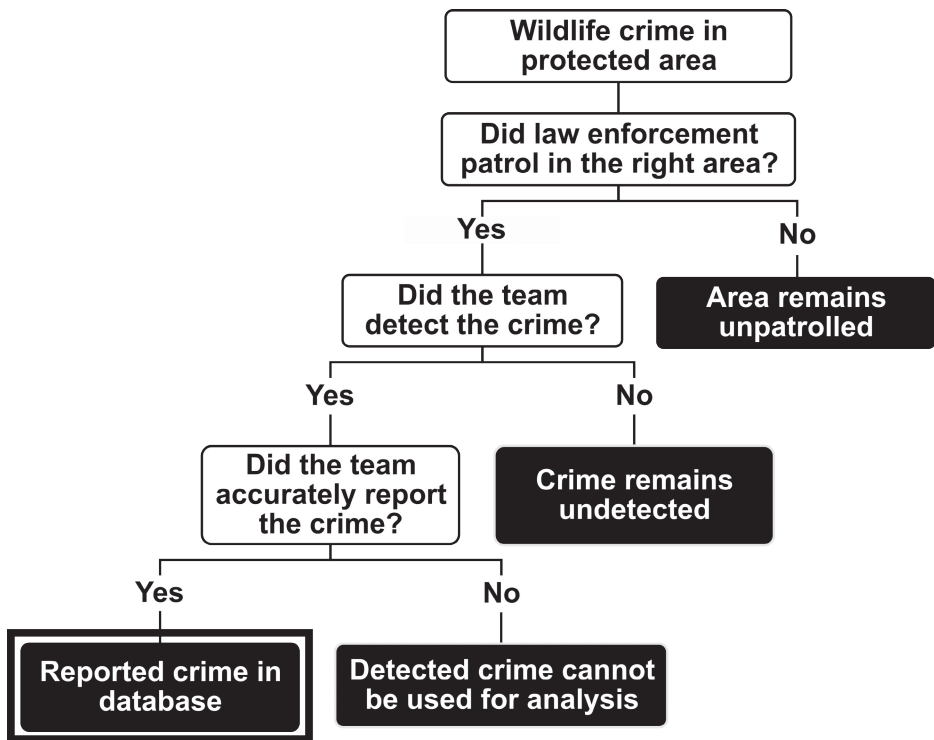 Wildlife crime in
protected area
Did law enforcement
patrol in the right area?
Yes
No
Did the team
detect the crime?
Area remains
unpatrolled
Yes
No
Did the team
accurately report
the crime?
Crime remains
undetected
Yes
No
Reported crime in
database
Detected crime cannot
be used for analysis